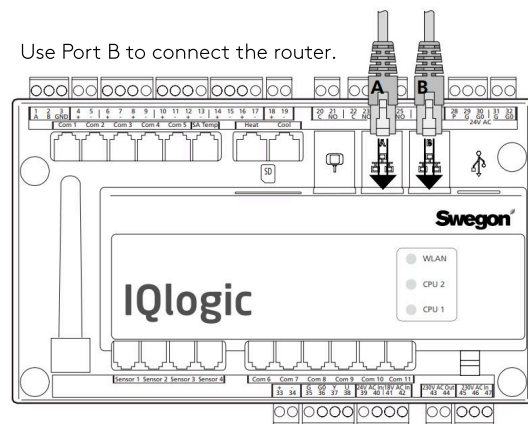 Use Port B to connect the router.
A B
1 2 3 4 5 6 7 8 9 10 11 12 13 14 15 16 17 18 19 20 21 22 23 25 28 29 30 31 32
A B GND + - + - + - + - + - + - C NO C NO NO P G G0 G G0
24V AC
Com 1 Com 2 Com 3 Com 4 Com 5 SA Temp Heat Cool
SD
A B
Swegon
WLAN
IQlogic
CPU 2
CPU 1
Sensor 1 Sensor 2 Sensor 3 Sensor 4 Com 6 Com 7 Com 8 Com 9 Com 10 Com 11
+ - G G0 Y U 24V AC In 18V AC In 230V AC Out 230V AC In
33 34 35 36 37 38 39 40 41 42 43 44 45 46 47